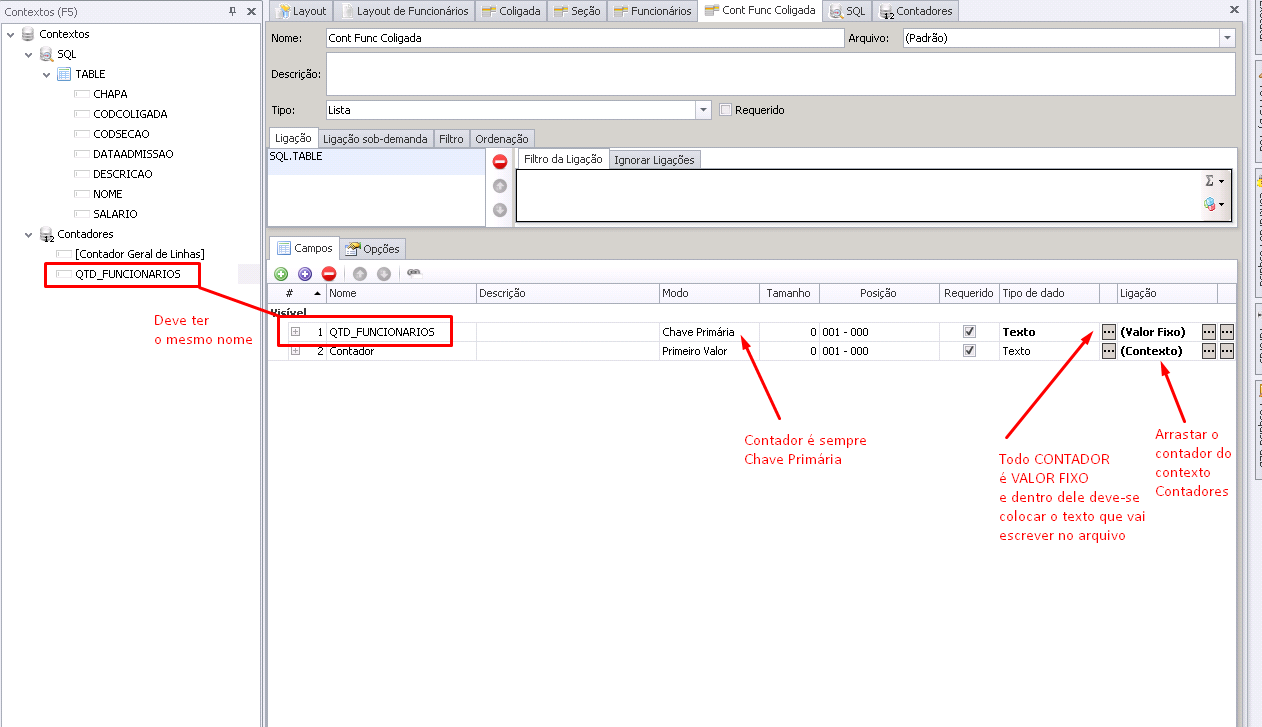 Contextos (F5)
Contextos
SQL
TABLE
CHAPA
CODCOLIGADA
CODSECAO
DATAADMISSAO
DESCRICAO
NOME
SALARIO
Contadores
[Contador Geral de Linhas]
QTD_FUNCIONARIOS
Deve ter
o mesmo nome
Layout Layout de Funcionários Coligada Seção Funcionários Cont Func Coligada SQL Contadores
Nome: Cont Func Coligada Arquivo: (Padrão)
Descrição:
Tipo: Lista Requerido
Ligação Ligação sob-demanda Filtro Ordenação
SQL.TABLE
Filtro da Ligação Ignorar Ligações
Campos Opções
# Nome Descrição Modo Tamanho Posição Requerido Tipo de dado Ligação
Visível
1 QTD_FUNCIONARIOS Chave Primária 0 001 - 000 Texto (Valor Fixo)
2 Contador Primeiro Valor 0 001 - 000 Texto (Contexto)
Contador é sempre
Chave Primária
Todo CONTADOR
é VALOR FIXO
e dentro dele deve-se
colocar o texto que vai
escrever no arquivo
Arrastar o
contador do
contexto
Contadores